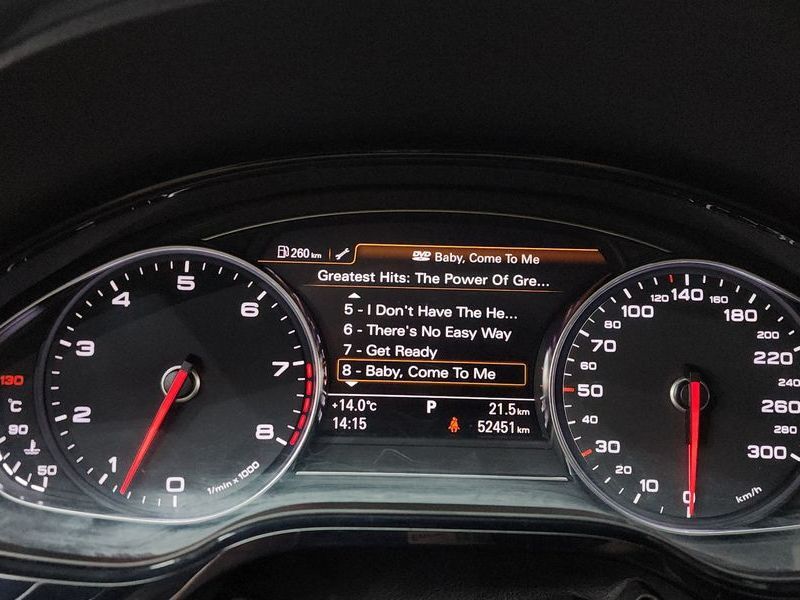 260 km
DVD Baby, Come To Me
Greatest Hits: The Power Of Gre...
5 - I Don't Have The He...
6 - There's No Easy Way
7 - Get Ready
8 - Baby, Come To Me
+14.0°C P 21.5 km
14:15 52451 km
0 1 2 3 4 5 6 7 8
1/min x 1000
130
°C
90
50
0 10 20 30 40 50 60 70 80 100 120 140 160 180 200 220 240 260 280 300
km/h